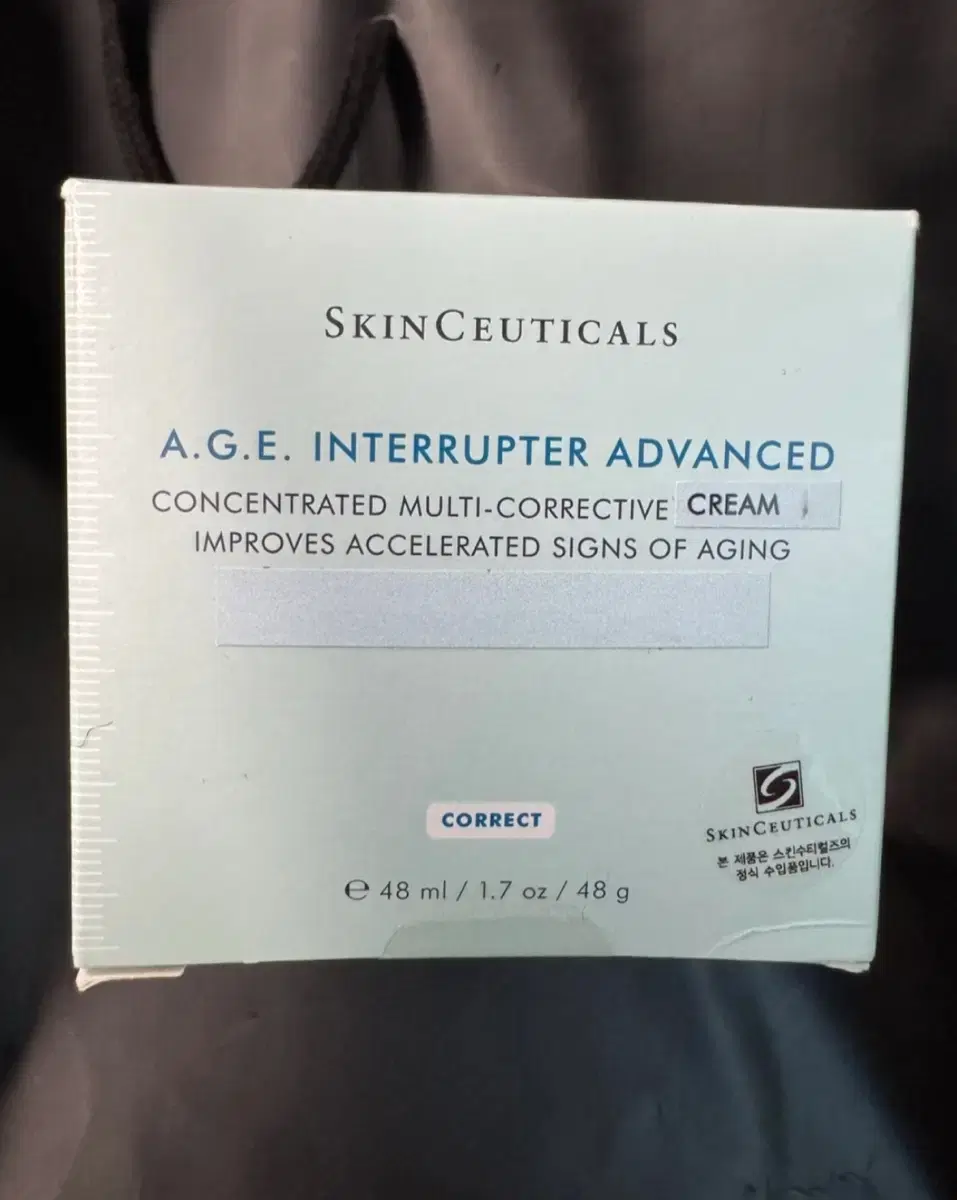 SKINCEUTICALS
A.G.E. INTERRUPTER ADVANCED
CONCENTRATED MULTI-CORRECTIVE CREAM
IMPROVES ACCELERATED SIGNS OF AGING
CORRECT
℮ 48 ml / 1.7 oz / 48 g
SKINCEUTICALS
본 제품은 스킨수티컬즈의
정식 수입품입니다.